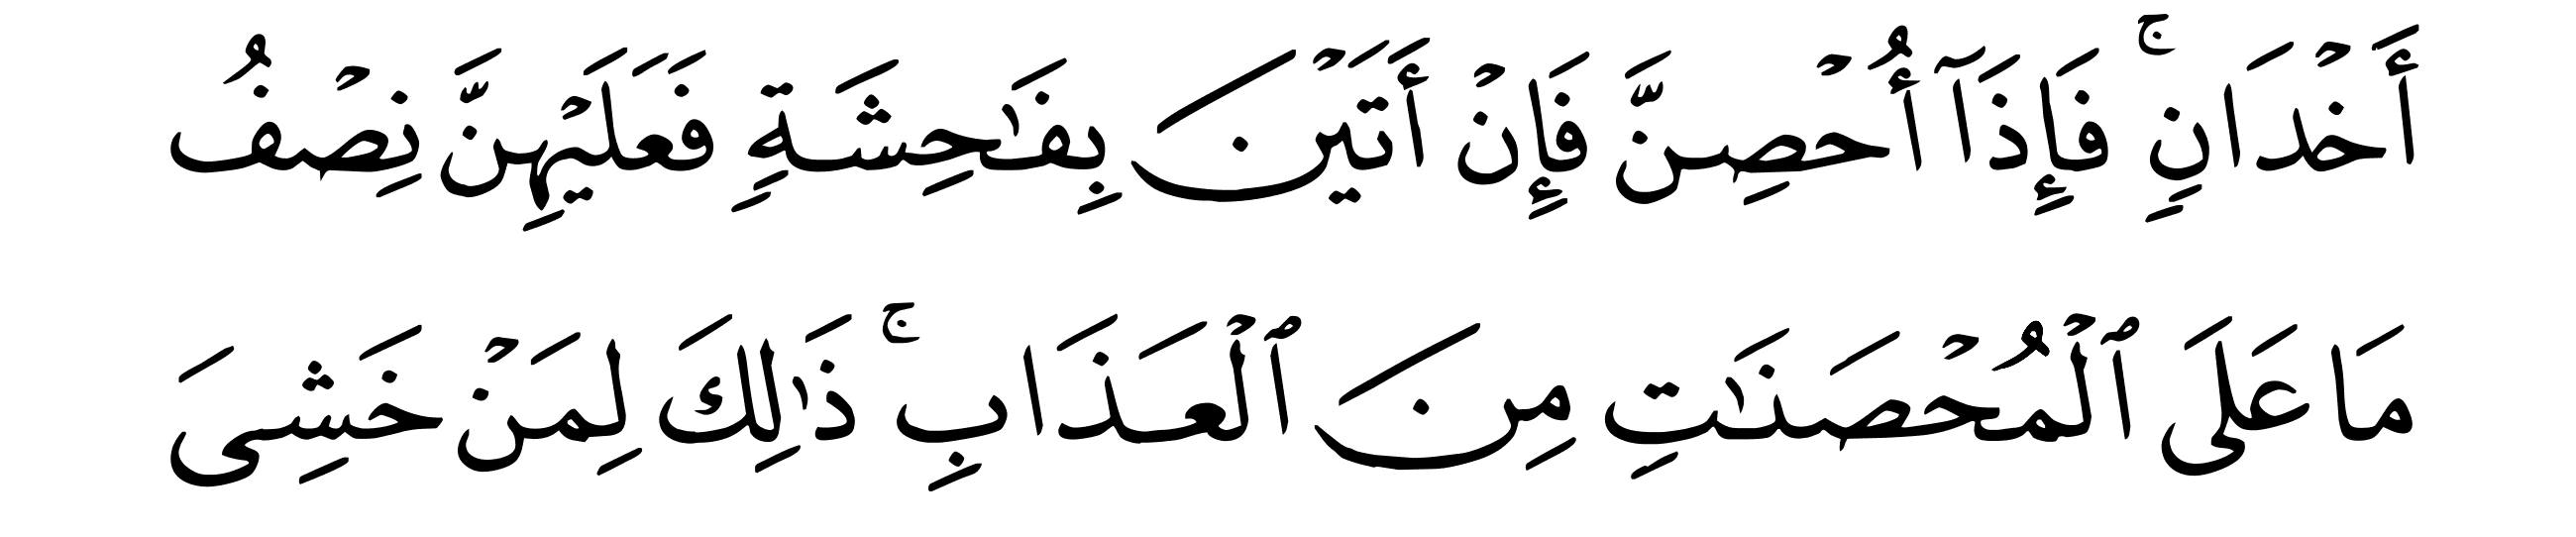 أَخْدَانٍ ۚ فَإِذَآ أُحْصِنَّ فَإِنْ أَتَيْنَ بِفَٰحِشَةٍ فَعَلَيْهِنَّ نِصْفُ
مَا عَلَى ٱلْمُحْصَنَٰتِ مِنَ ٱلْعَذَابِ ۚ ذَٰلِكَ لِمَنْ خَشِىَ